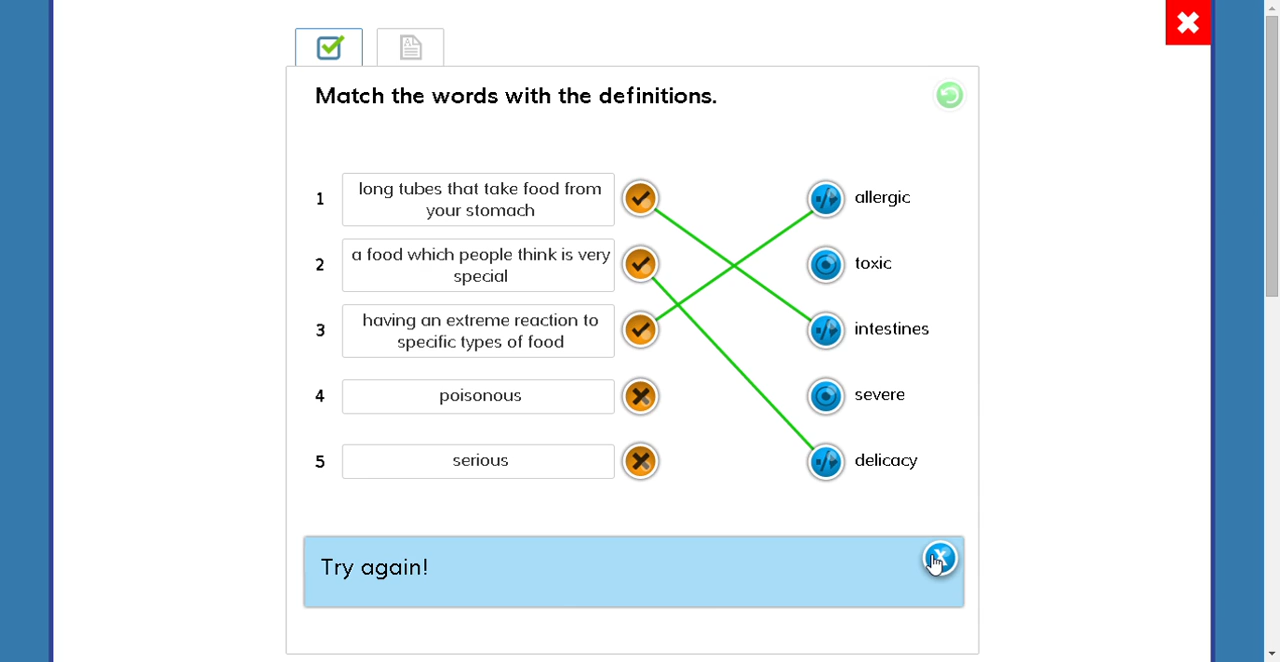 Match the words with the definitions.
1 long tubes that take food from
your stomach
allergic
2 a food which people think is very
special
toxic
3 having an extreme reaction to
specific types of food
intestines
4 poisonous
severe
5 serious
delicacy
Try again!